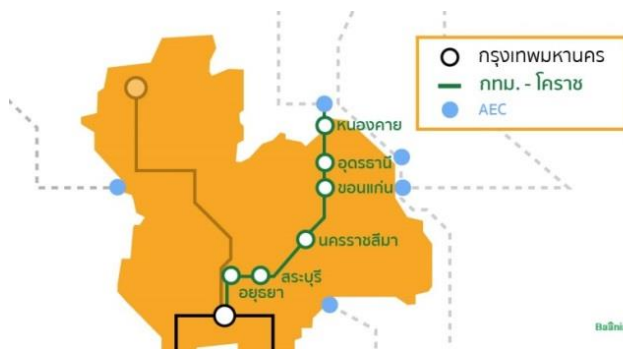 กรุงเทพมหานคร
กทม. - โคราช
AEC
หนองคาย
อุดรธานี
ขอนแก่น
นครราชสีมา
สระบุรี
อยุธยา